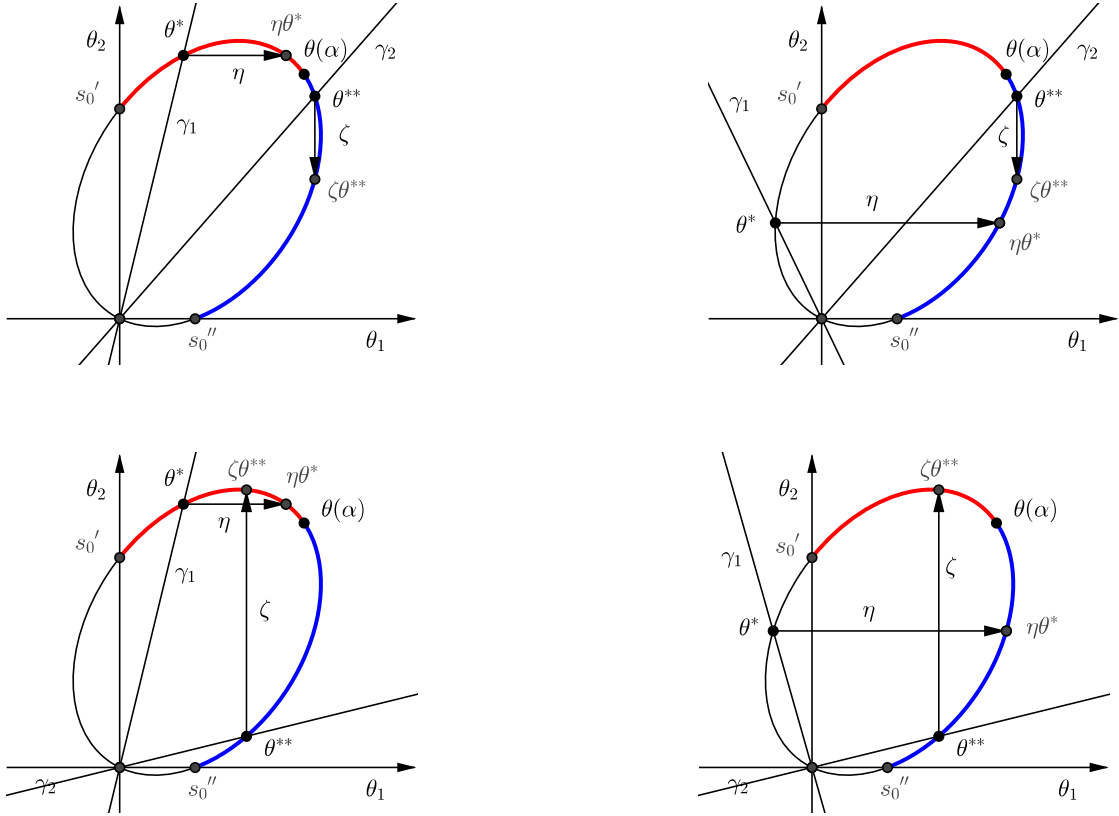 θ* ηθ*
θ₂ θ(α) γ₂
η
s₀′ θ**
γ₁ ζ
ζθ**
s₀″ θ₁
θ₂ θ(α) γ₂
γ₁ s₀′ θ**
ζ
ζθ**
η
θ* ηθ*
s₀″ θ₁
θ* ζθ** ηθ*
θ₂ θ(α)
η
s₀′
γ₁
ζ
θ**
γ₂ s₀″ θ₁
θ₂ ζθ**
θ(α)
s₀′
γ₁ ζ
θ* η ηθ*
θ**
γ₂ s₀″ θ₁